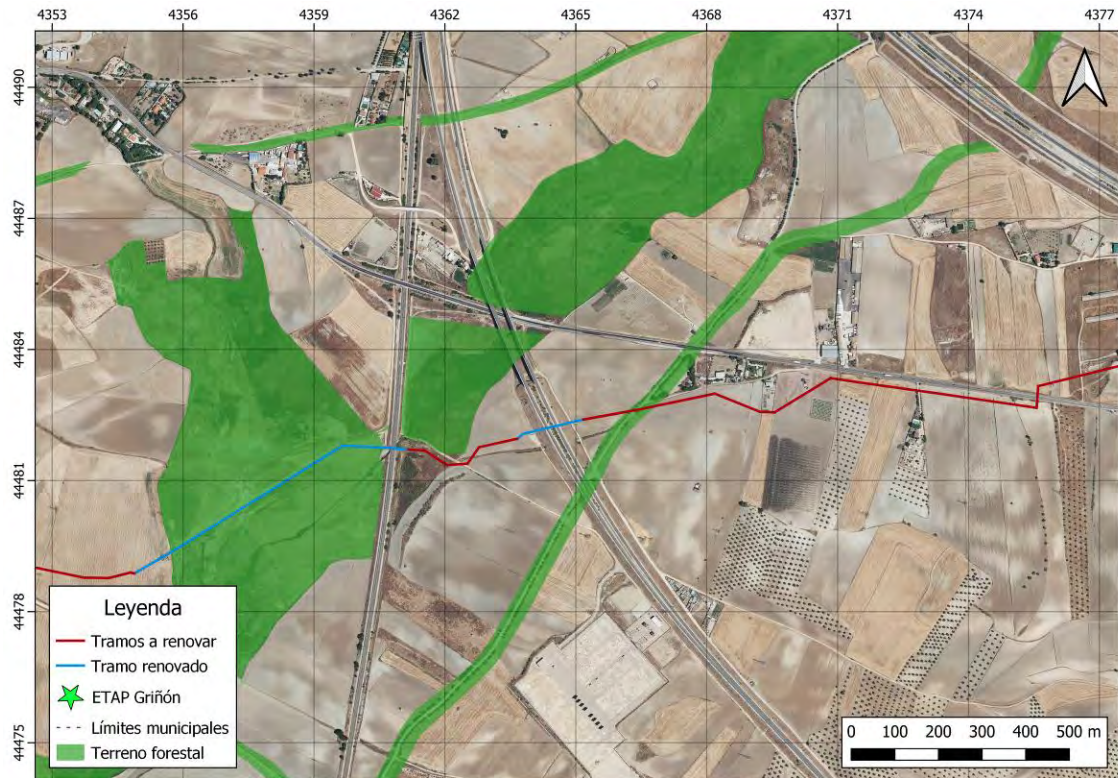 4353 4356 4359 4362 4365 4368 4371 4374 4377
44490
44487
44484
44481
44478
44475
Leyenda
Tramos a renovar
Tramo renovado
ETAP Griñón
Límites municipales
Terreno forestal
0 100 200 300 400 500 m